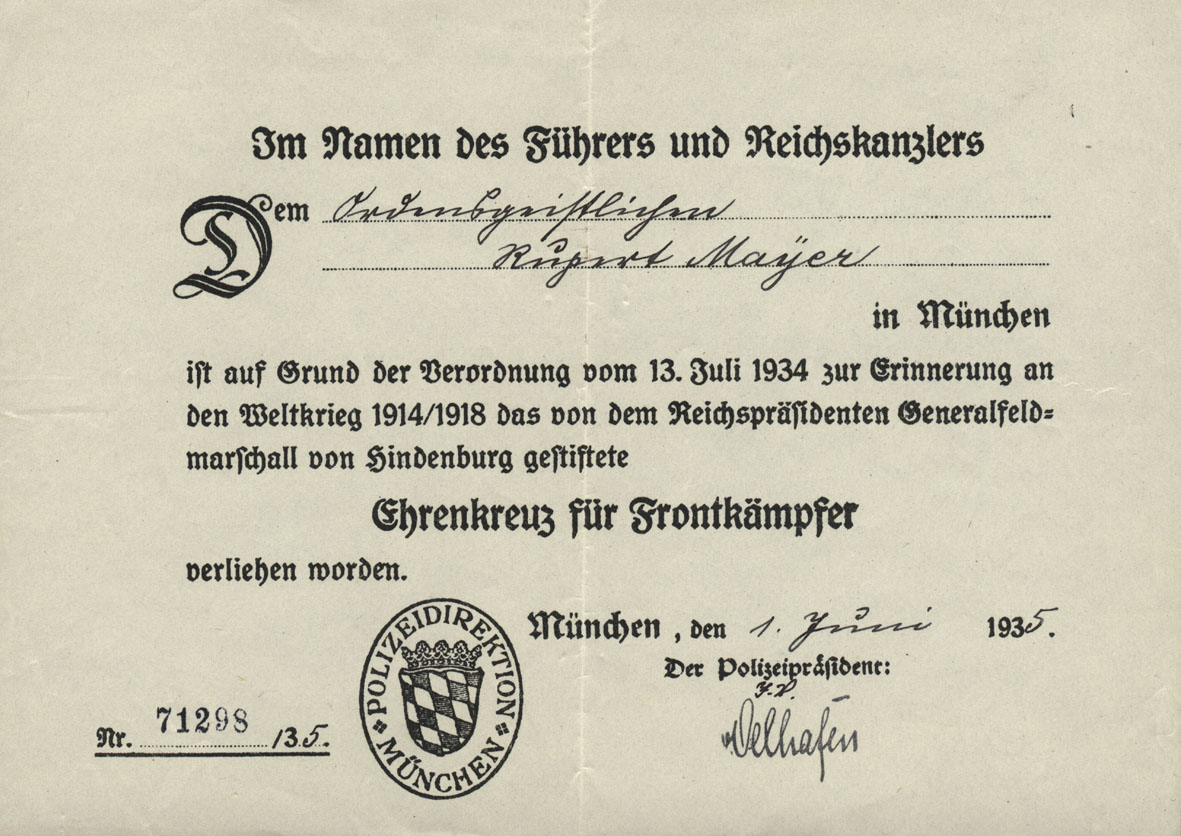 Im Namen des Führers und Reichskanzlers
Dem Ordensgeistlichen
Rupert Mayer
in München
ist auf Grund der Verordnung vom 13. Juli 1934 zur Erinnerung an
den Weltkrieg 1914/1918 das von dem Reichspräsidenten Generalfeld=
marschall von Hindenburg gestiftete
Ehrenkreuz für Frontkämpfer
verliehen worden.
München, den 1. Juni 1935.
Der Polizeipräsident:
I.V.
Oelhafen
POLIZEIDIREKTION
MÜNCHEN
Nr. 71298 /35.